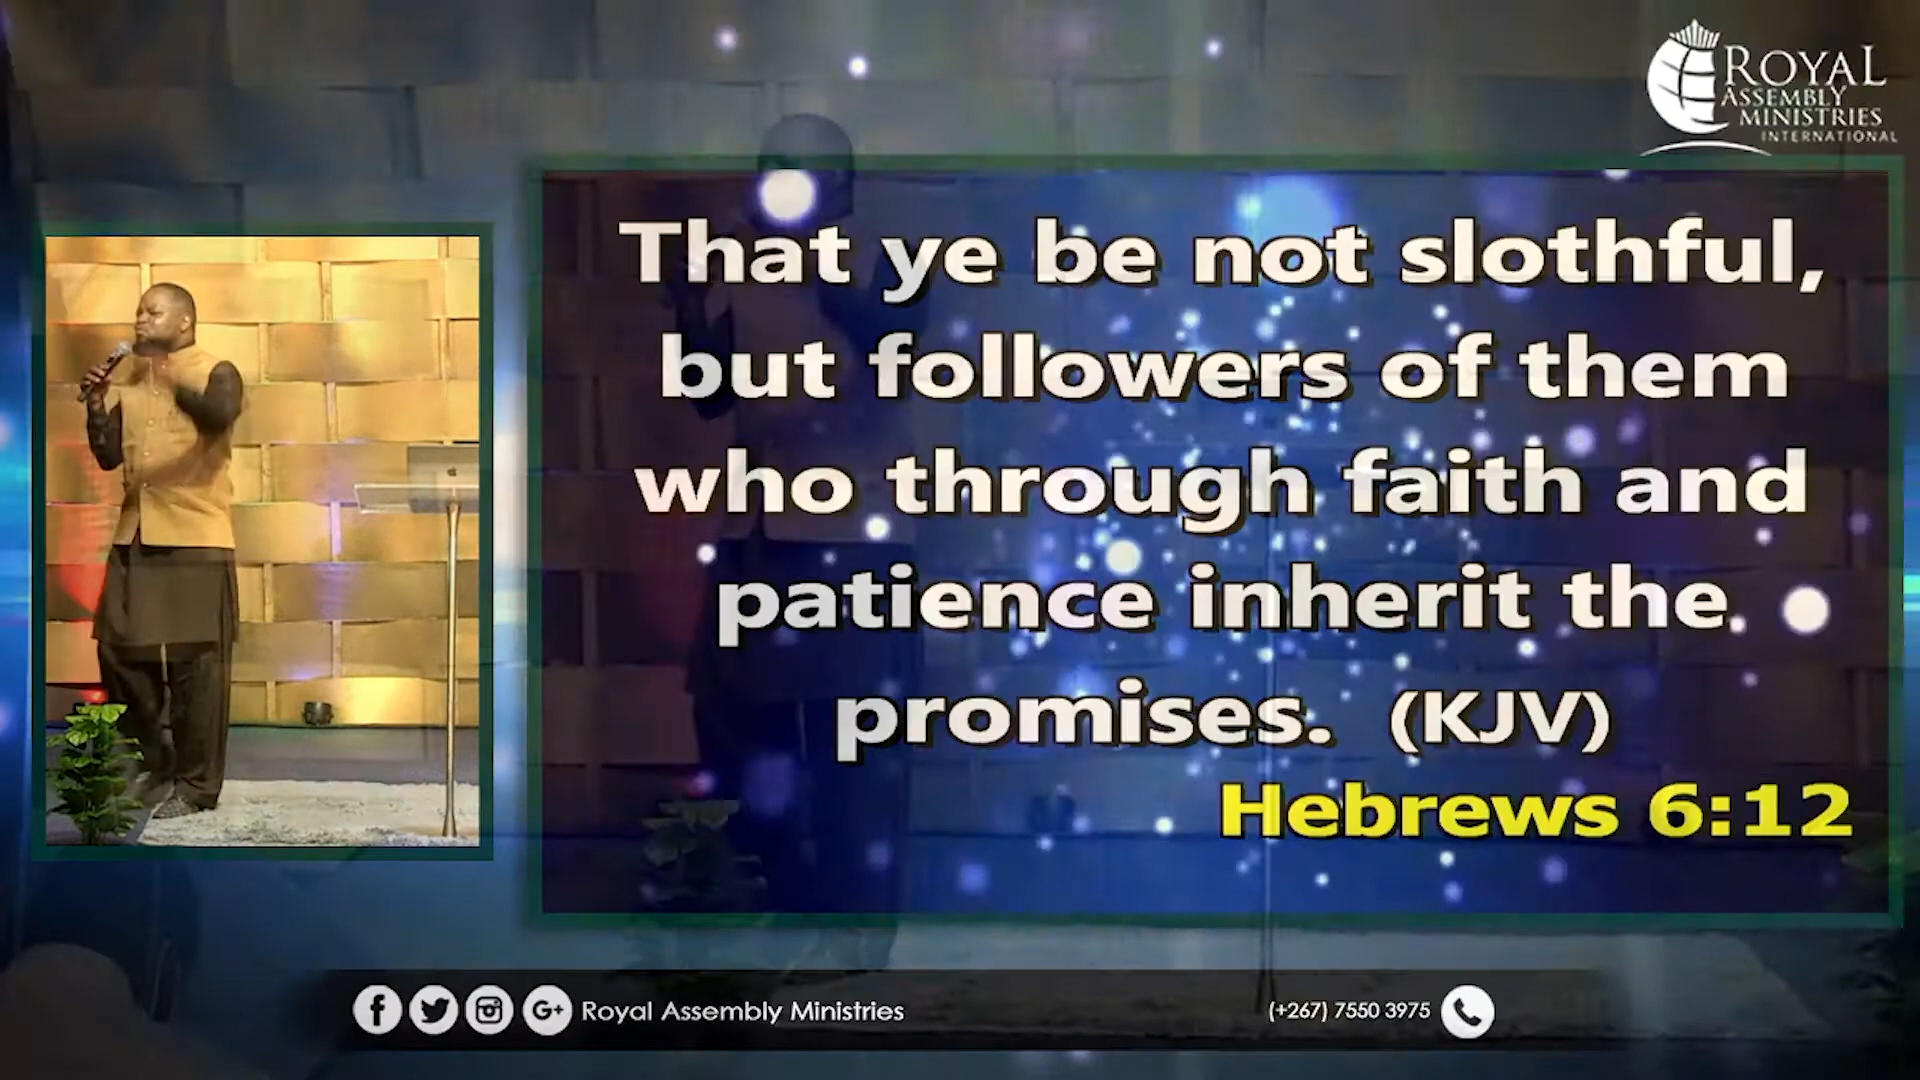 ROYAL
ASSEMBLY
MINISTRIES
INTERNATIONAL
That ye be not slothful,
but followers of them
who through faith and
patience inherit the
promises. (KJV)
Hebrews 6:12
Royal Assembly Ministries
(+267) 7550 3975